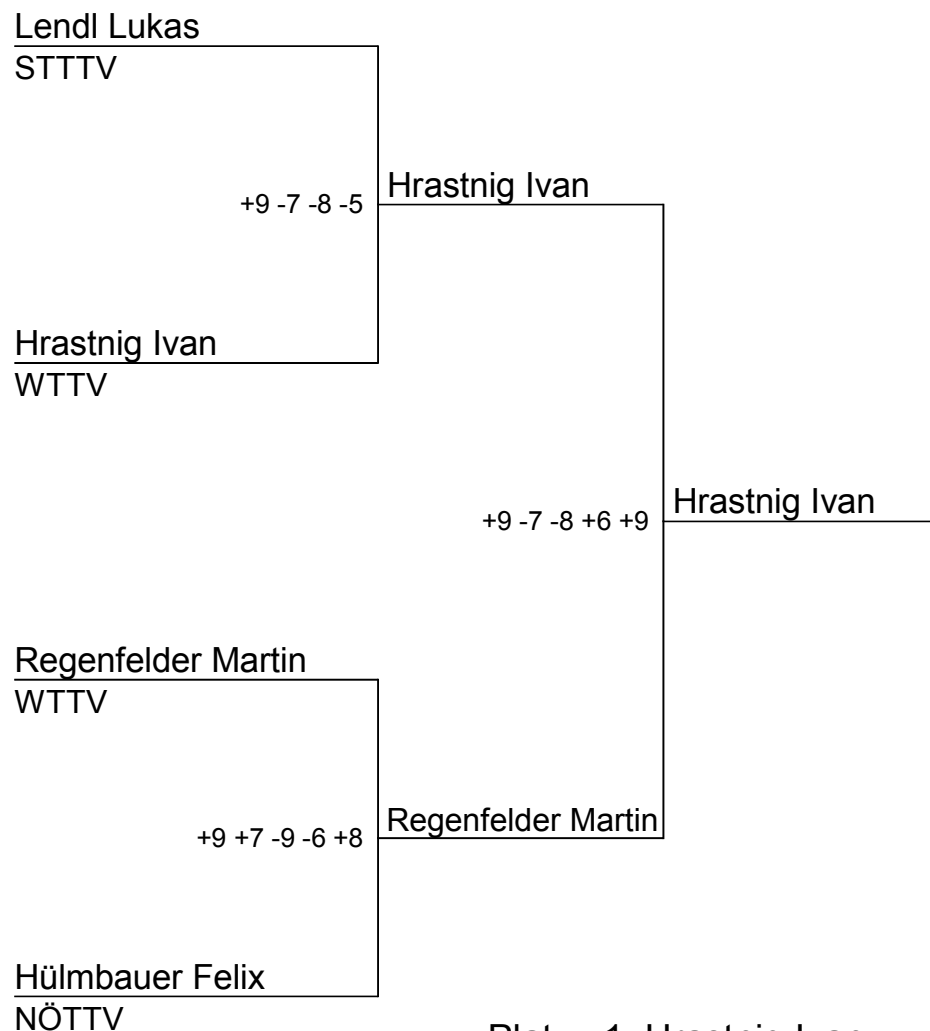 Lendl Lukas
STTTV
+9 -7 -8 -5
Hrastnig Ivan
Hrastnig Ivan
WTTV
+9 -7 -8 +6 +9
Hrastnig Ivan
Regenfelder Martin
WTTV
+9 +7 -9 -6 +8
Regenfelder Martin
Hülmbauer Felix
NÖTTV